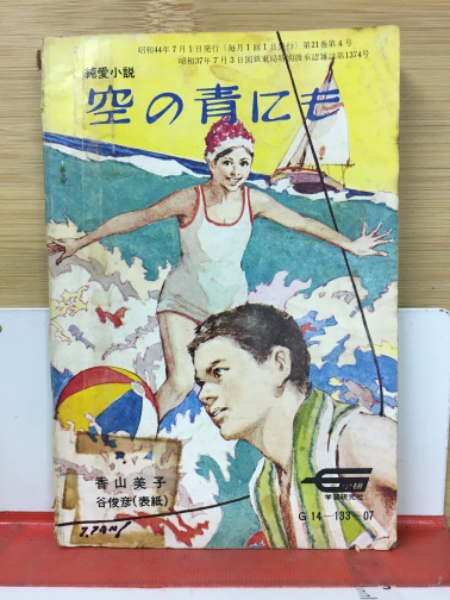 昭和44年7月1日発行(毎月1回1日発行)第21巻第4号
昭和37年7月3日国鉄東局特別扱承認雑誌第1374号
純愛小説
空の青にも
香山美子
谷俊彦(表紙)
学研
学習研究社
G 14-133-07
T.TANI